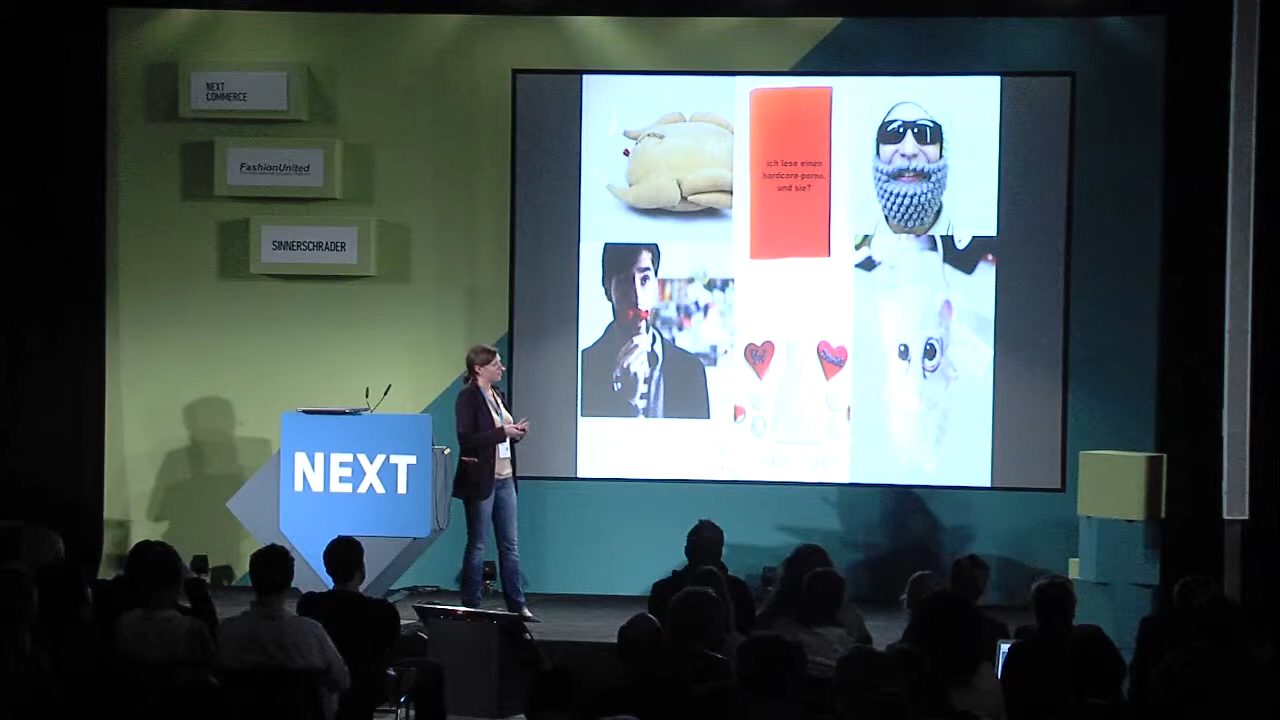 NEXT
COMMERCE
FashionUnited
SINNERSCHRADER
ich lese einen
hardcore-porno,
und sie?
NEXT